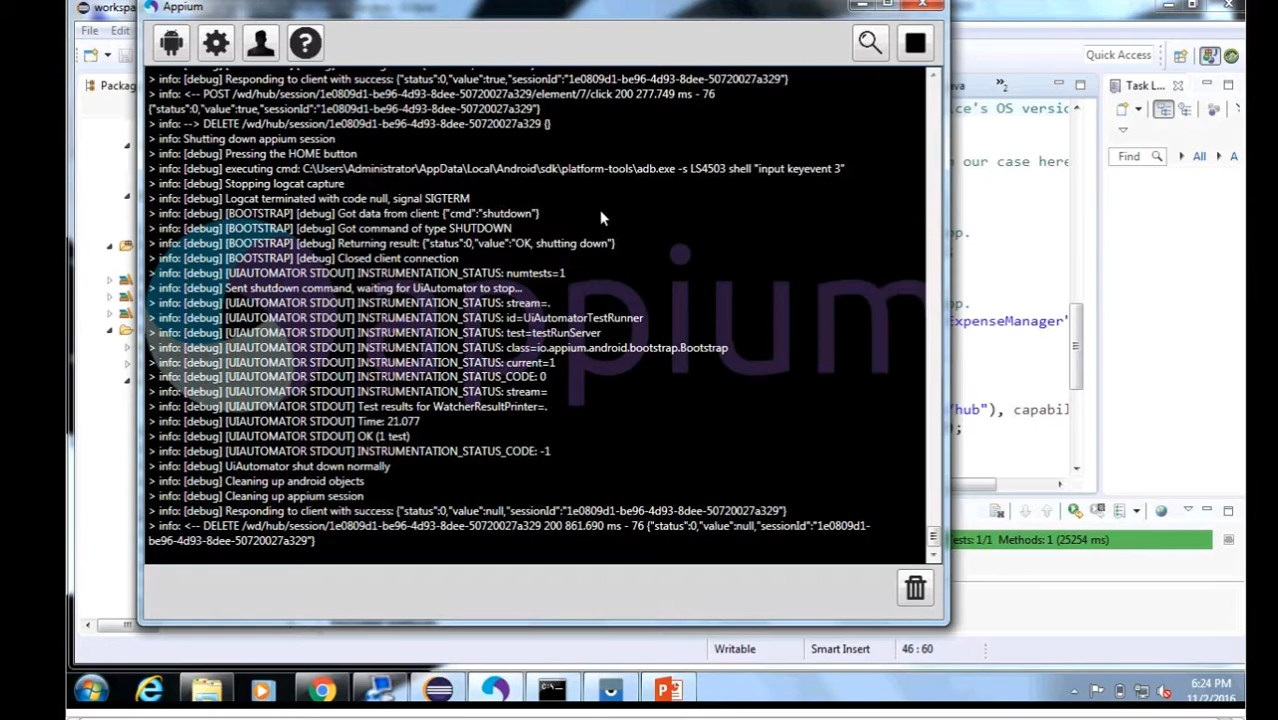 workspa
Appium
File
Edit
Quick Access
Packag
java
Task L...
ice's OS versio
m our case here
Find
All
A
op.
op.
ExpenseManager"
/hub"), capabil
);
ppium
> info: [debug] Responding to client with success: {"status":0,"value":true,"sessionId":"1e0809d1-be96-4d93-8dee-50720027a329"}
> info: <-- POST /wd/hub/session/1e0809d1-be96-4d93-8dee-50720027a329/element/7/click 200 277.749 ms - 76
{"status":0,"value":true,"sessionId":"1e0809d1-be96-4d93-8dee-50720027a329"}
> info: --> DELETE /wd/hub/session/1e0809d1-be96-4d93-8dee-50720027a329 {}
> info: Shutting down appium session
> info: [debug] Pressing the HOME button
> info: [debug] executing cmd: C:\Users\Administrator\AppData\Local\Android\sdk\platform-tools\adb.exe -s LS4503 shell "input keyevent 3"
> info: [debug] Stopping logcat capture
> info: [debug] Logcat terminated with code null, signal SIGTERM
> info: [debug] [BOOTSTRAP] [debug] Got data from client: {"cmd":"shutdown"}
> info: [debug] [BOOTSTRAP] [debug] Got command of type SHUTDOWN
> info: [debug] [BOOTSTRAP] [debug] Returning result: {"status":0,"value":"OK, shutting down"}
> info: [debug] [BOOTSTRAP] [debug] Closed client connection
> info: [debug] [UIAUTOMATOR STDOUT] INSTRUMENTATION_STATUS: numtests=1
> info: [debug] Sent shutdown command, waiting for UiAutomator to stop...
> info: [debug] [UIAUTOMATOR STDOUT] INSTRUMENTATION_STATUS: stream=.
> info: [debug] [UIAUTOMATOR STDOUT] INSTRUMENTATION_STATUS: id=UiAutomatorTestRunner
> info: [debug] [UIAUTOMATOR STDOUT] INSTRUMENTATION_STATUS: test=testRunServer
> info: [debug] [UIAUTOMATOR STDOUT] INSTRUMENTATION_STATUS: class=io.appium.android.bootstrap.Bootstrap
> info: [debug] [UIAUTOMATOR STDOUT] INSTRUMENTATION_STATUS: current=1
> info: [debug] [UIAUTOMATOR STDOUT] INSTRUMENTATION_STATUS_CODE: 0
> info: [debug] [UIAUTOMATOR STDOUT] INSTRUMENTATION_STATUS: stream=
> info: [debug] [UIAUTOMATOR STDOUT] Test results for WatcherResultPrinter=.
> info: [debug] [UIAUTOMATOR STDOUT] Time: 21.077
> info: [debug] [UIAUTOMATOR STDOUT] OK (1 test)
> info: [debug] [UIAUTOMATOR STDOUT] INSTRUMENTATION_STATUS_CODE: -1
> info: [debug] UiAutomator shut down normally
> info: [debug] Cleaning up android objects
> info: [debug] Cleaning up appium session
> info: [debug] Responding to client with success: {"status":0,"value":null,"sessionId":"1e0809d1-be96-4d93-8dee-50720027a329"}
> info: <-- DELETE /wd/hub/session/1e0809d1-be96-4d93-8dee-50720027a329 200 861.690 ms - 76 {"status":0,"value":null,"sessionId":"1e0809d1-
be96-4d93-8dee-50720027a329"}
ests: 1/1 Methods: 1 (25254 ms)
Writable
Smart Insert
46 : 60
6:24 PM
11/2/2016